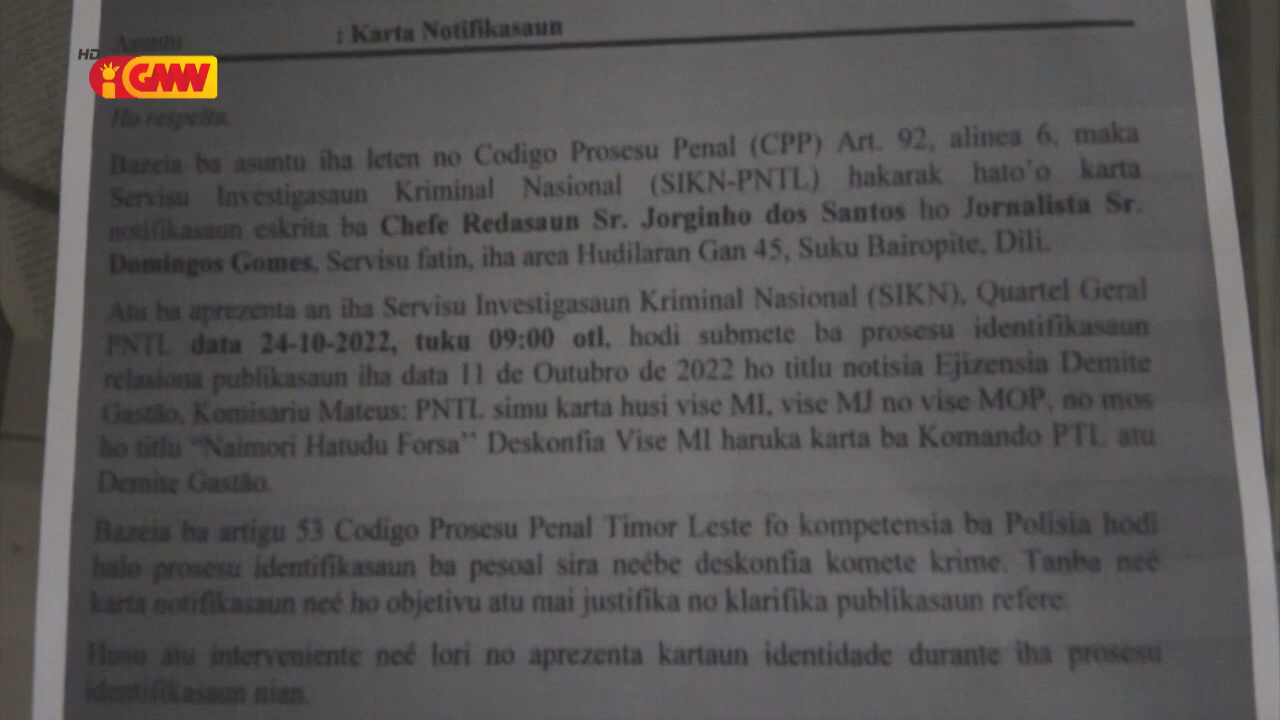 HD
GMN
Asuntu : Karta Notifikasaun
Ho respeitu,
Bazeia ba asuntu iha leten no Codigo Prosesu Penal (CPP) Art. 92, alinea 6, maka
Servisu Investigasaun Kriminal Nasional (SIKN-PNTL) hakarak hato’o karta
notifikasaun eskrita ba Chefe Redasaun Sr. Jorginho dos Santos ho Jornalista Sr.
Domingos Gomes, Servisu fatin, iha area Hudilaran Gan 45, Suku Bairopite, Dili.
Atu ba aprezenta an iha Servisu Investigasaun Kriminal Nasional (SIKN), Quartel Geral
PNTL data 24-10-2022, tuku 09:00 otl, hodi submete ba prosesu identifikasaun
relasiona publikasaun iha data 11 de Outubro de 2022 ho titlu notisia Ejizensia Demite
Gastão, Komisariu Mateus: PNTL simu karta husi vise MI, vise MJ no vise MOP, no mos
ho titlu “Naimori Hatudu Forsa’’ Deskonfia Vise MI haruka karta ba Komando PTL atu
Demite Gastão.
Bazeia ba artigu 53 Codigo Prosesu Penal Timor Leste fo kompetensia ba Polisia hodi
halo prosesu identifikasaun ba pesoal sira neébe deskonfia komete krime. Tanba neé
karta notifikasaun neé ho objetivu atu mai justifika no klarifika publikasaun refere.
Husu atu interveniente neé lori no aprezenta kartaun identidade durante iha prosesu
identifikasaun nian.